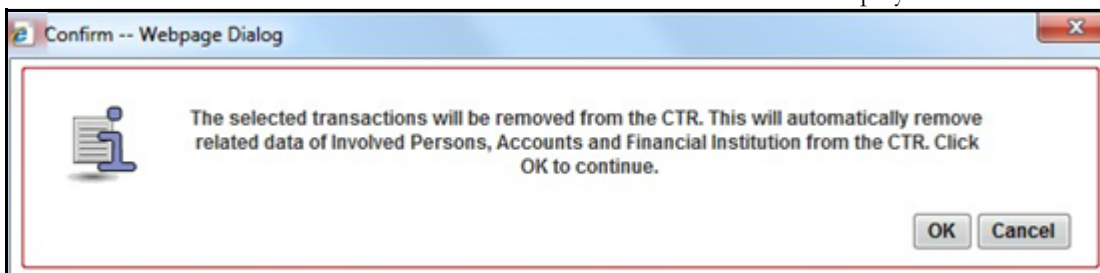 Confirm -- Webpage Dialog
The selected transactions will be removed from the CTR. This will automatically remove
related data of Involved Persons, Accounts and Financial Institution from the CTR. Click
OK to continue.
OK Cancel